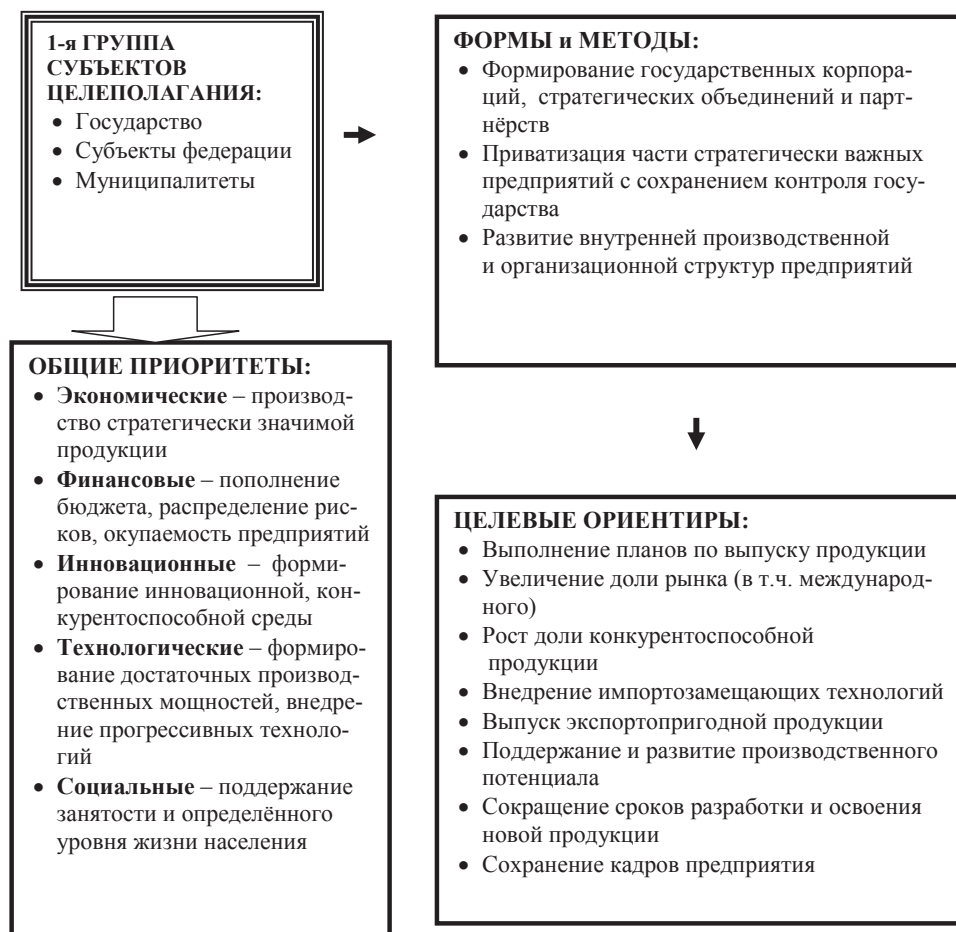 1-я ГРУППА
СУБЪЕКТОВ
ЦЕЛЕПОЛАГАНИЯ:
• Государство
• Субъекты федерации
• Муниципалитеты
ФОРМЫ и МЕТОДЫ:
• Формирование государственных корпора-
ций, стратегических объединений и парт-
нёрств
• Приватизация части стратегически важных
предприятий с сохранением контроля госу-
дарства
• Развитие внутренней производственной
и организационной структур предприятий
ОБЩИЕ ПРИОРИТЕТЫ:
• Экономические – производ-
ство стратегически значимой
продукции
• Финансовые – пополнение
бюджета, распределение рис-
ков, окупаемость предприятий
• Инновационные – форми-
рование инновационной, кон-
курентоспособной среды
• Технологические – формиро-
вание достаточных производ-
ственных мощностей, внедре-
ние прогрессивных техноло-
гий
• Социальные – поддержание
занятости и определённого
уровня жизни населения
ЦЕЛЕВЫЕ ОРИЕНТИРЫ:
• Выполнение планов по выпуску продукции
• Увеличение доли рынка (в т.ч. международ-
ного)
• Рост доли конкурентоспособной
продукции
• Внедрение импортозамещающих технологий
• Выпуск экспортопригодной продукции
• Поддержание и развитие производственного
потенциала
• Сокращение сроков разработки и освоения
новой продукции
• Сохранение кадров предприятия